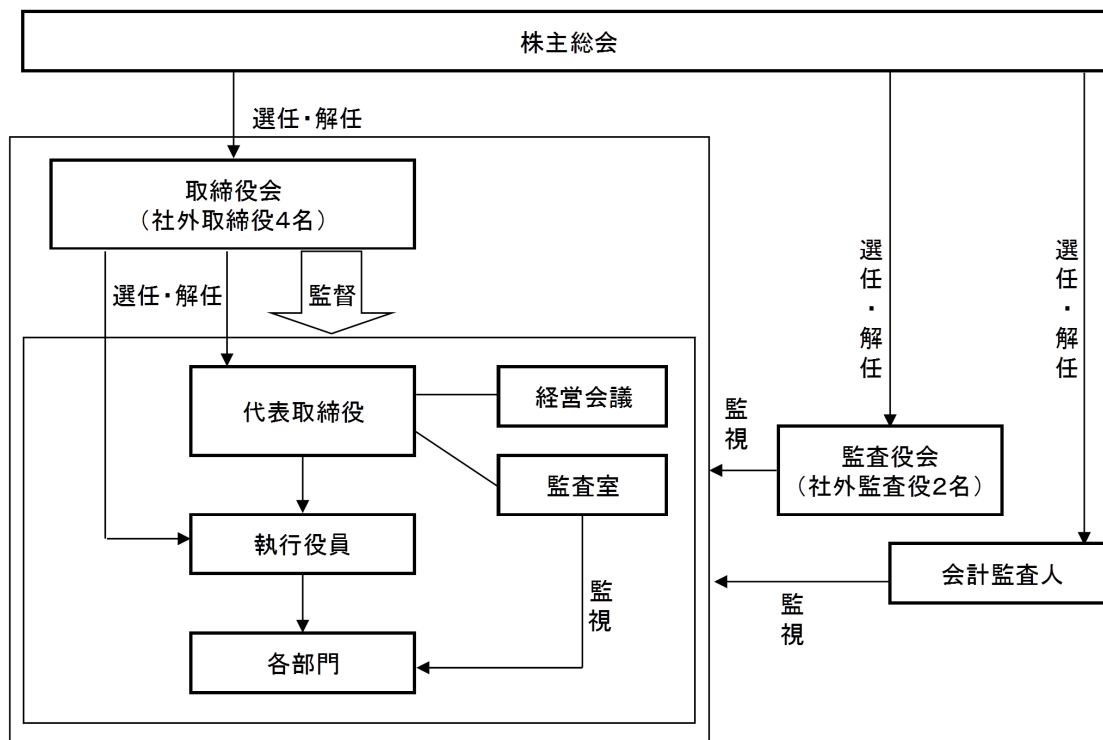 株主総会
選任・解任
取締役会
（社外取締役4名）
選任・解任
監督
選任・解任
選任・解任
代表取締役
経営会議
監視
監査役会
（社外監査役2名）
監査室
執行役員
会計監査人
監視
監視
各部門